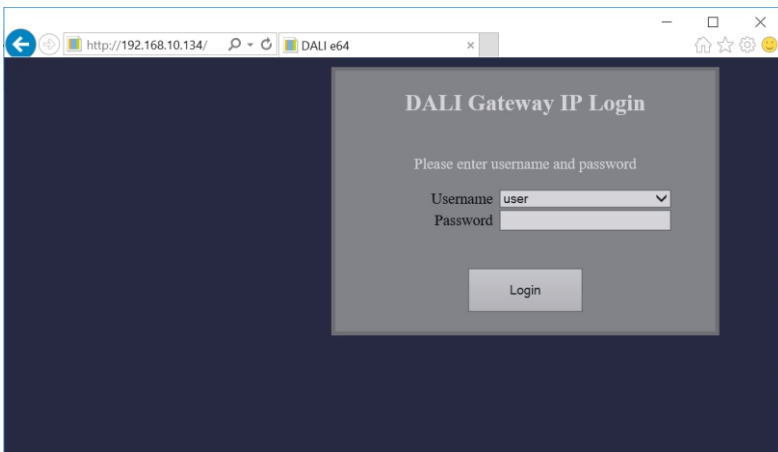 http://192.168.10.134/
DALI e64
DALI Gateway IP Login
Please enter username and password
Username user
Password
Login